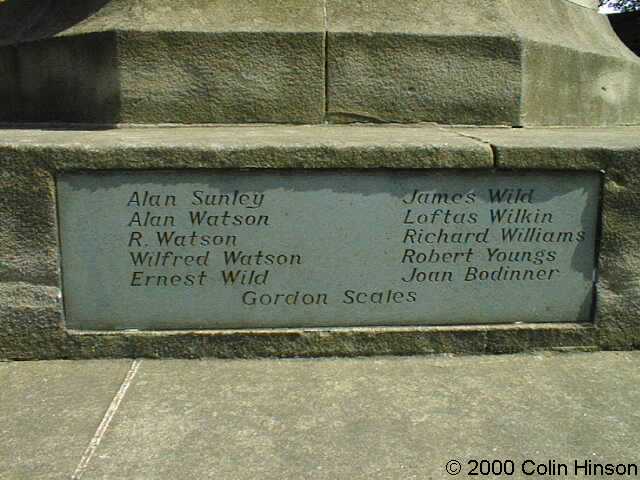 Alan Sunley
Alan Watson
R. Watson
Wilfred Watson
Ernest Wild
James Wild
Loftas Wilkin
Richard Williams
Robert Youngs
Joan Bodinner
Gordon Scales
© 2000 Colin Hinson